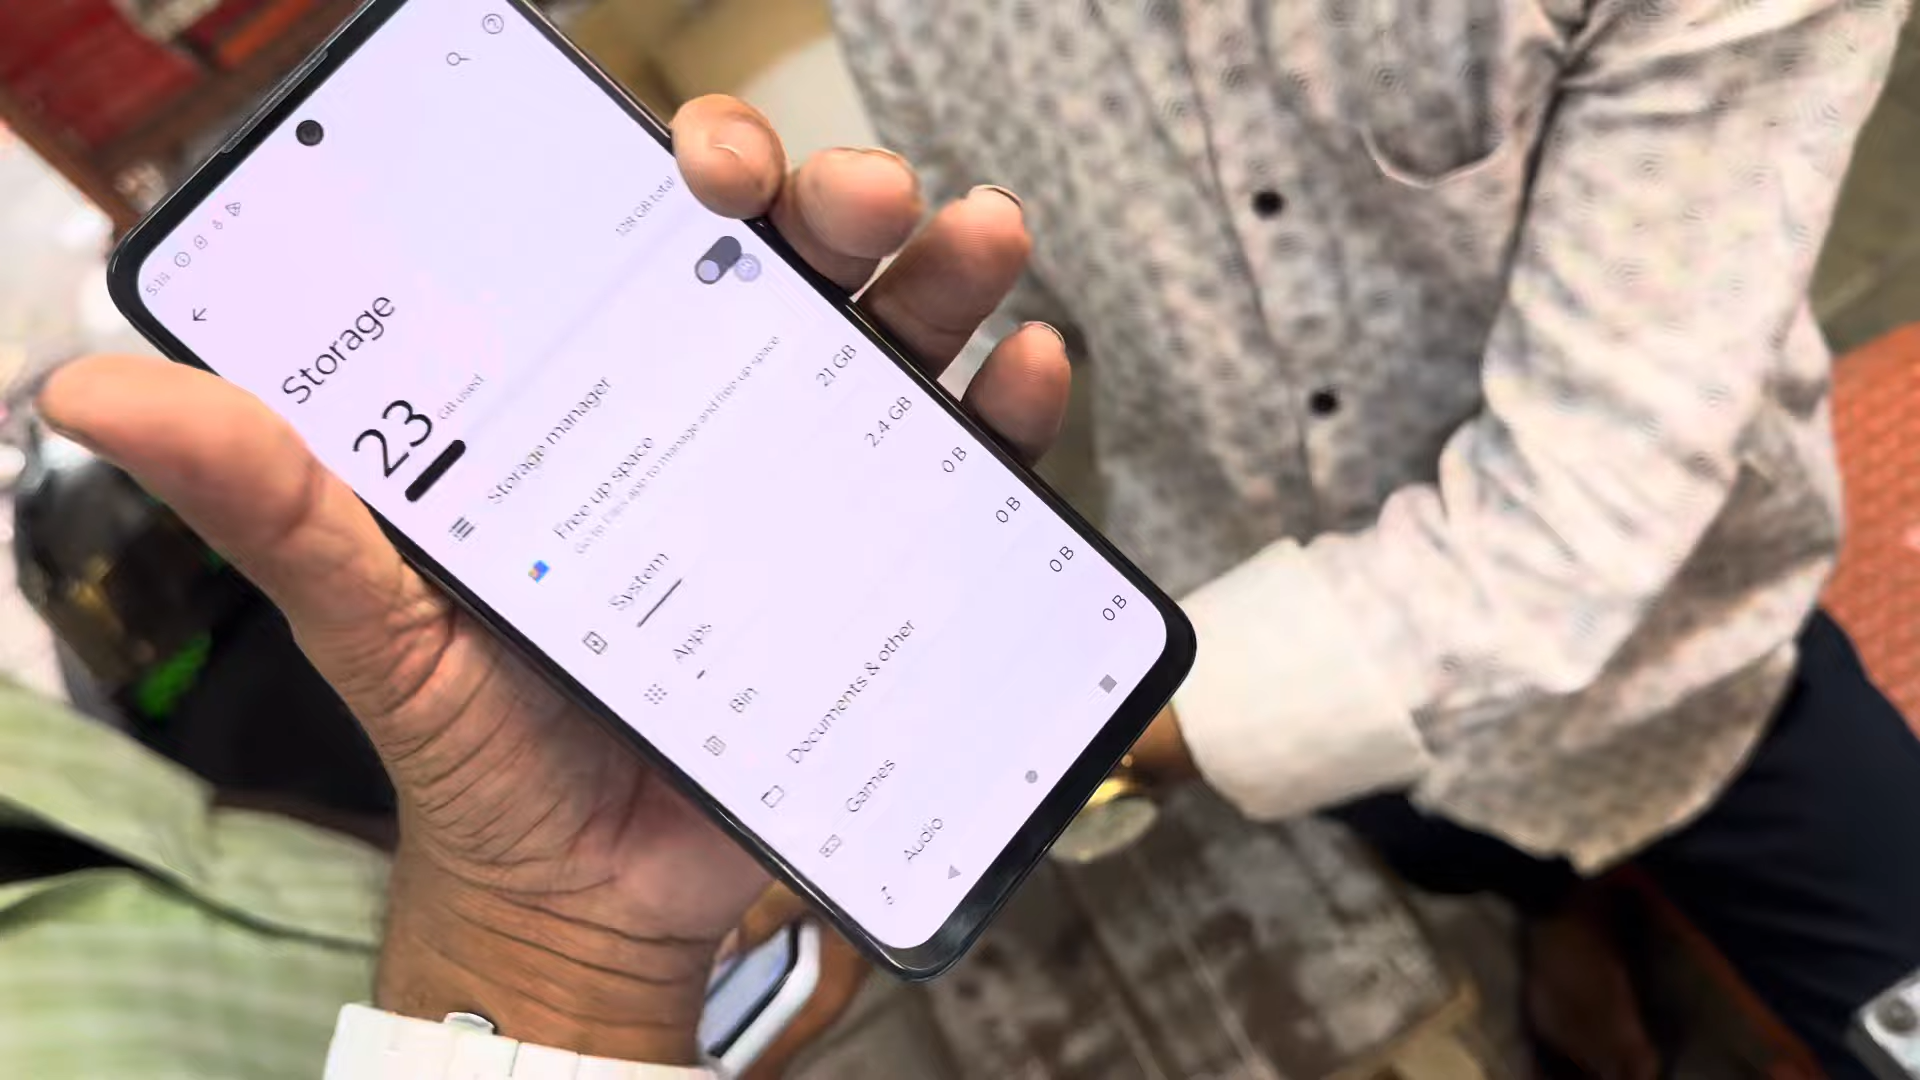 5:18
Storage
23 GB used
128 GB total
Storage manager
Free up space
Go to Files app to manage and free up space
System
21 GB
Apps
2.4 GB
Bin
0 B
Documents & other
0 B
Games
0 B
Audio
0 B